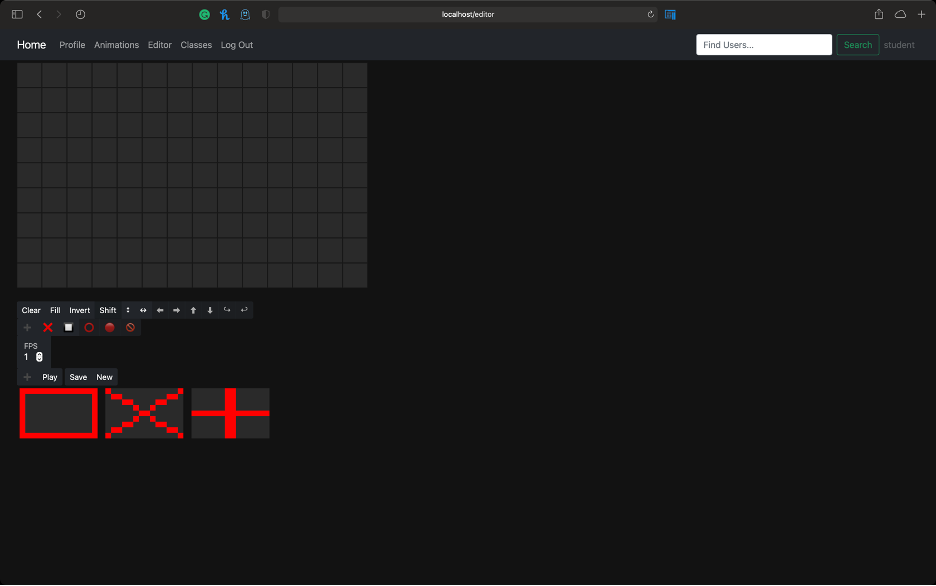 localhost/editor
Home Profile Animations Editor Classes Log Out Find Users... Search student
Clear Fill Invert Shift
FPS
1
Play Save New